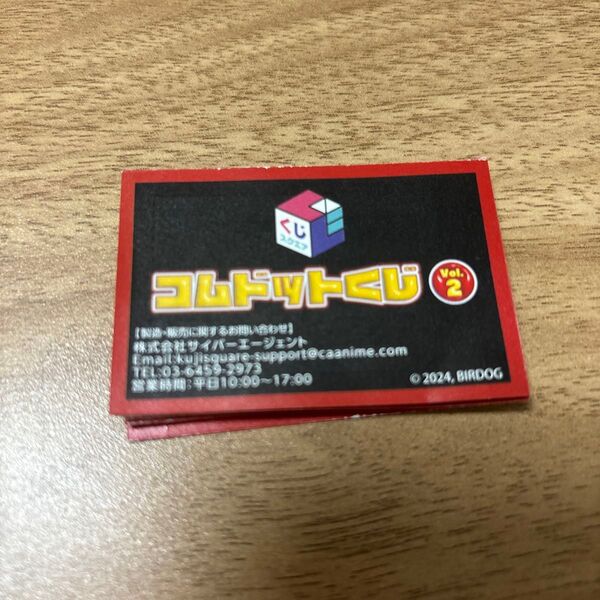 くじ
スクエア
コムドットくじ
Vol.
2
【製造・販売に関するお問い合わせ】
株式会社サイバーエージェント
Email:kujisquare-support@caanime.com
TEL:03-6459-2973
営業時間:平日10:00～17:00
© 2024, BIRDOG